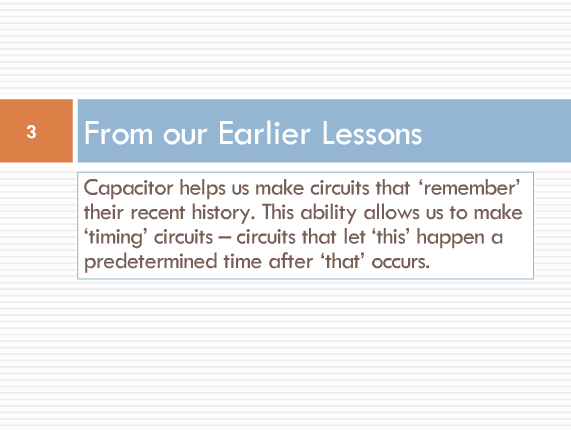 3
From our Earlier Lessons
Capacitor helps us make circuits that ‘remember’
their recent history. This ability allows us to make
‘timing’ circuits – circuits that let ‘this’ happen a
predetermined time after ‘that’ occurs.